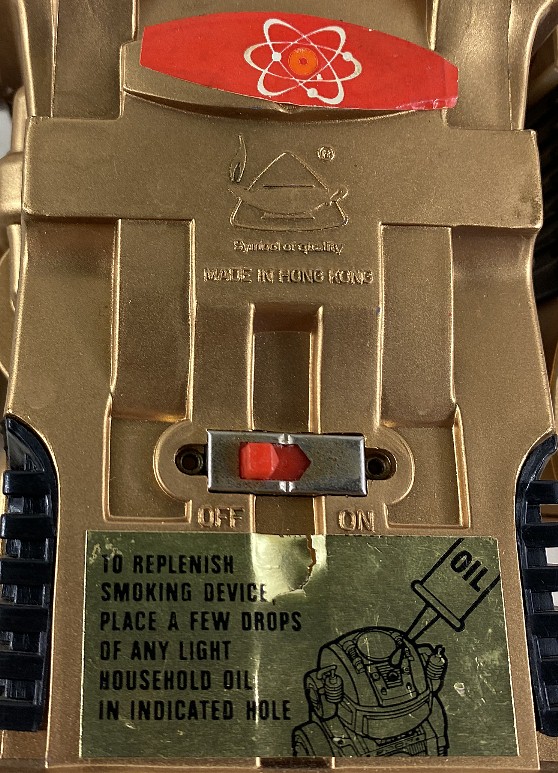 ®
Symbol of quality
MADE IN HONG KONG
OFF ON
TO REPLENISH
SMOKING DEVICE,
PLACE A FEW DROPS
OF ANY LIGHT
HOUSEHOLD OIL
IN INDICATED HOLE
OIL